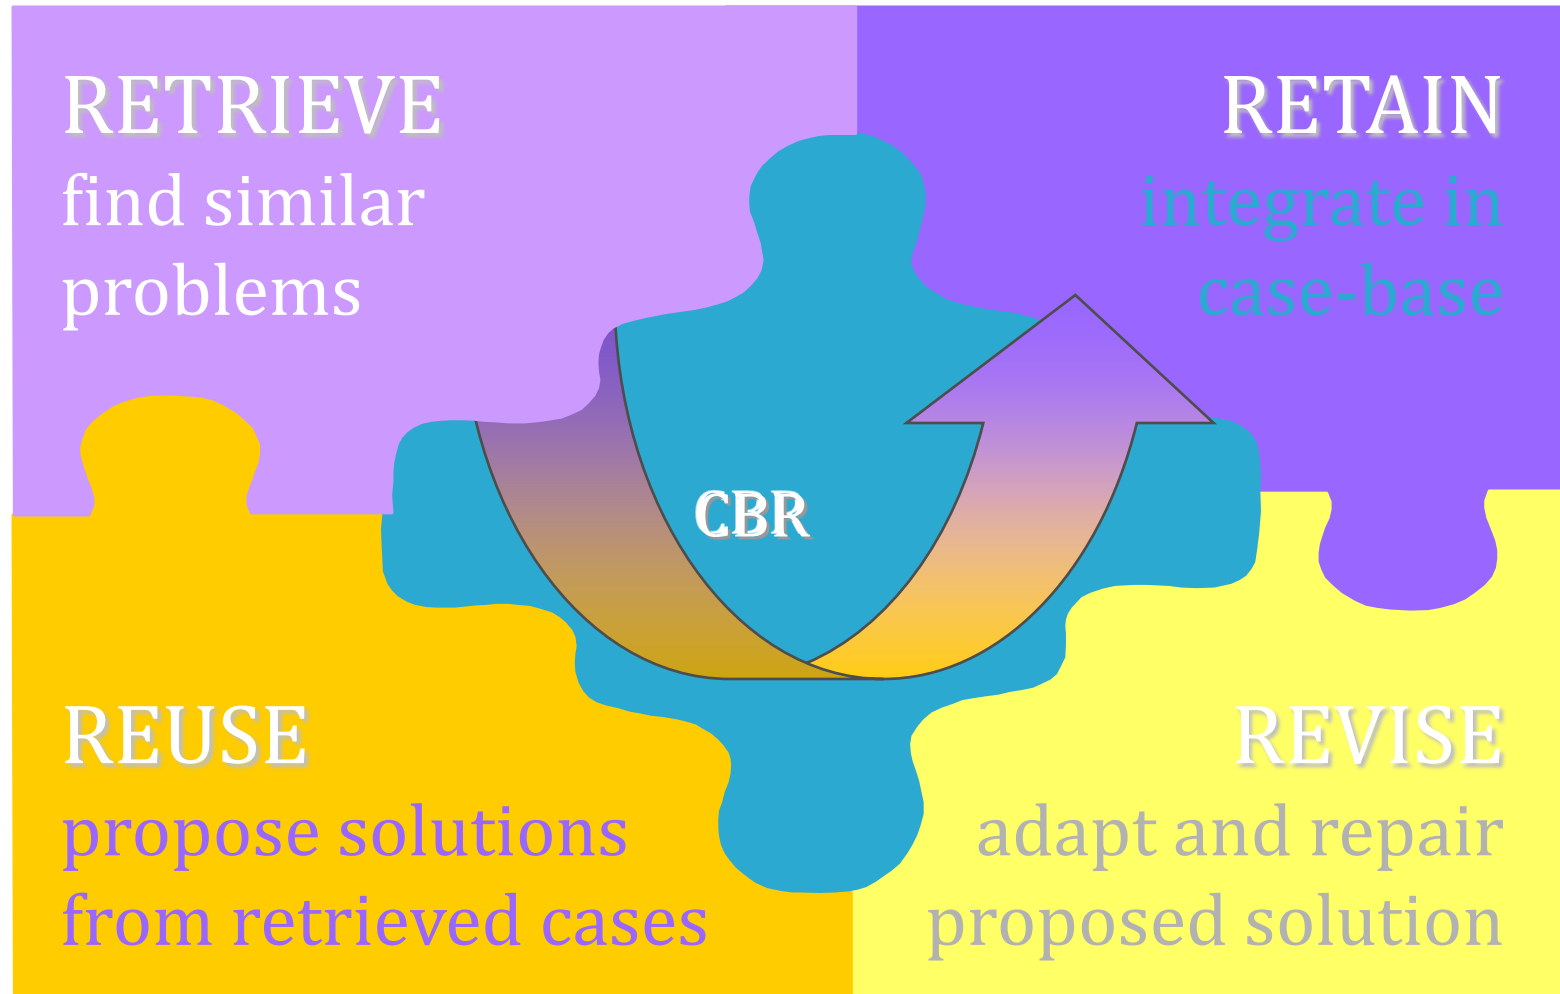 RETRIEVE
find similar
problems
RETAIN
integrate in
case-base
CBR
REUSE
propose solutions
from retrieved cases
REVISE
adapt and repair
proposed solution